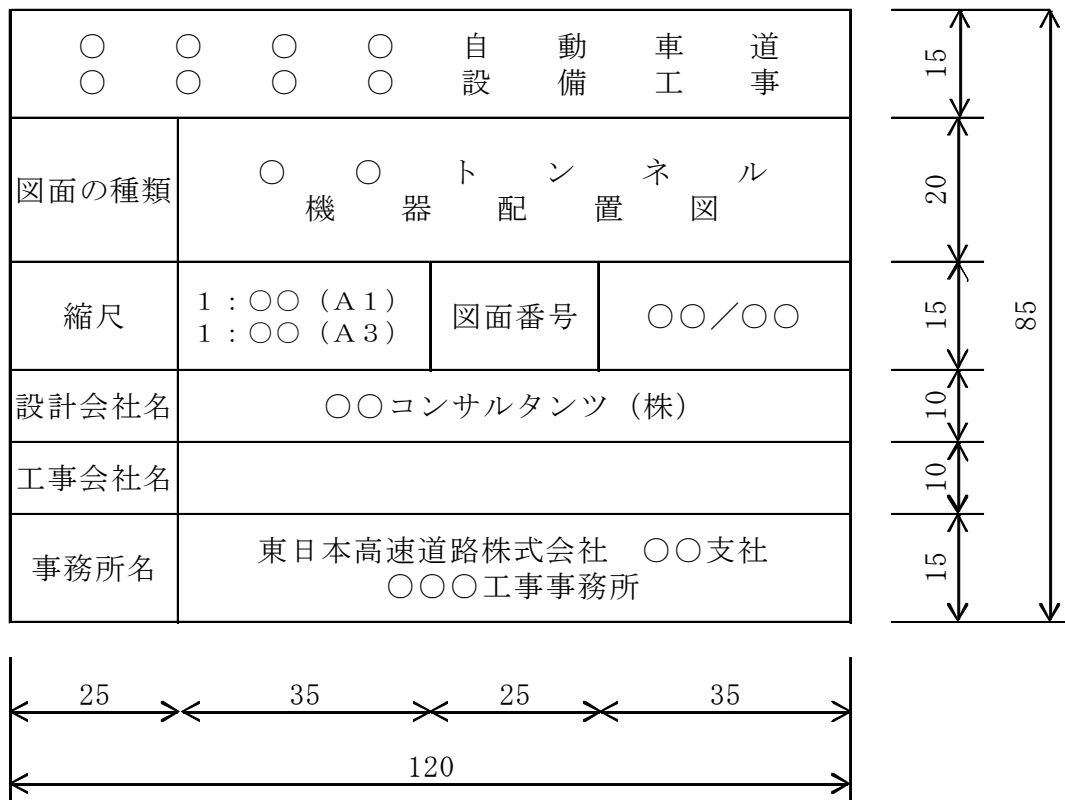 ○ ○ ○ ○ 自 動 車 道
○ ○ ○ ○ 設 備 工 事
図面の種類
○ ○ ト ン ネ ル
機 器 配 置 図
縮尺
1：○○（A1）
1：○○（A3）
図面番号
○○／○○
設計会社名
○○コンサルタンツ（株）
工事会社名
事務所名
東日本高速道路株式会社　○○支社
○○○工事事務所
15
20
15
10
10
15
85
25
35
25
35
120